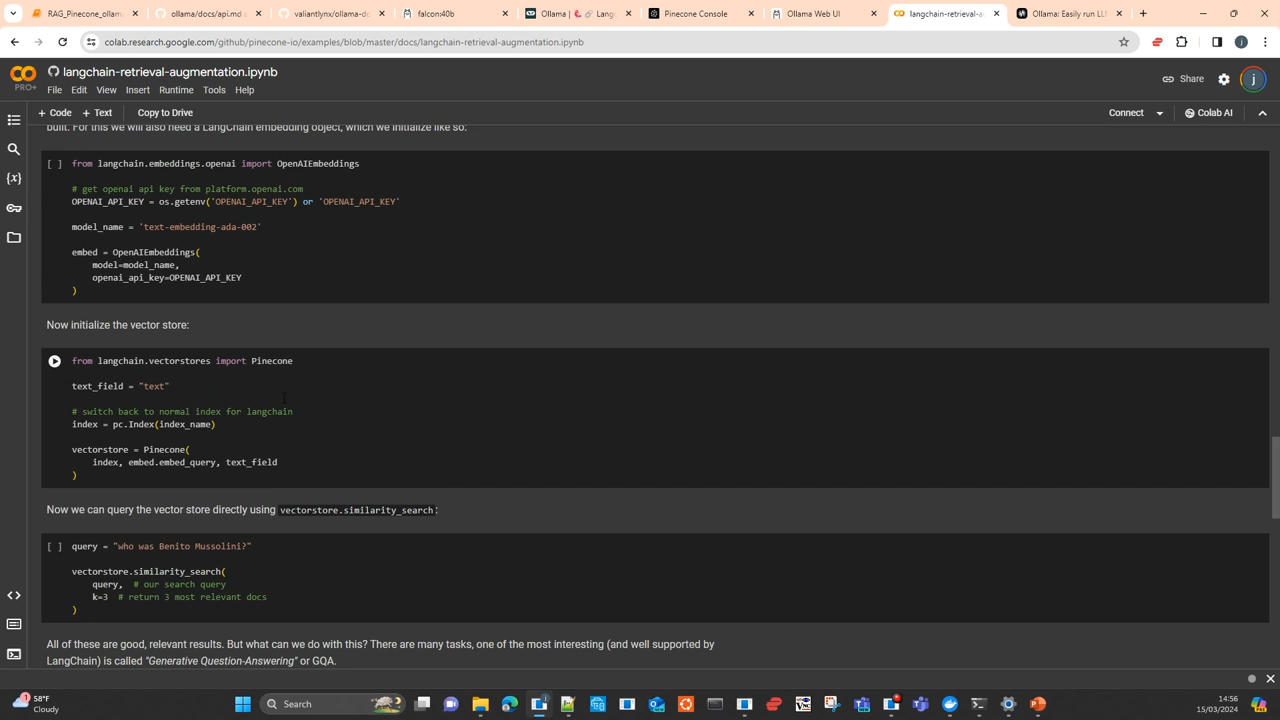 RAG_Pinecone_ollam
ollama/docs/api.md a
valiantlynx/ollama-do
falcon:40b
Ollama | 🦜️🔗 Lang
Pinecone Console
Ollama Web UI
langchain-retrieval-au
Ollama: Easily run LL
colab.research.google.com/github/pinecone-io/examples/blob/master/docs/langchain-retrieval-augmentation.ipynb
PRO+
langchain-retrieval-augmentation.ipynb
Share
j
File Edit View Insert Runtime Tools Help
+ Code + Text Copy to Drive
Connect
Colab AI
built. For this we will also need a LangChain embedding object, which we initialize like so:
[ ] from langchain.embeddings.openai import OpenAIEmbeddings
# get openai api key from platform.openai.com
OPENAI_API_KEY = os.getenv('OPENAI_API_KEY') or 'OPENAI_API_KEY'
model_name = 'text-embedding-ada-002'
embed = OpenAIEmbeddings(
model=model_name,
openai_api_key=OPENAI_API_KEY
)
Now initialize the vector store:
from langchain.vectorstores import Pinecone
text_field = "text"
# switch back to normal index for langchain
index = pc.Index(index_name)
vectorstore = Pinecone(
index, embed.embed_query, text_field
)
Now we can query the vector store directly using vectorstore.similarity_search:
[ ] query = "who was Benito Mussolini?"
vectorstore.similarity_search(
query, # our search query
k=3 # return 3 most relevant docs
)
All of these are good, relevant results. But what can we do with this? There are many tasks, one of the most interesting (and well supported by
LangChain) is called "Generative Question-Answering" or GQA.
58°F
Cloudy
Search
14:56
15/03/2024